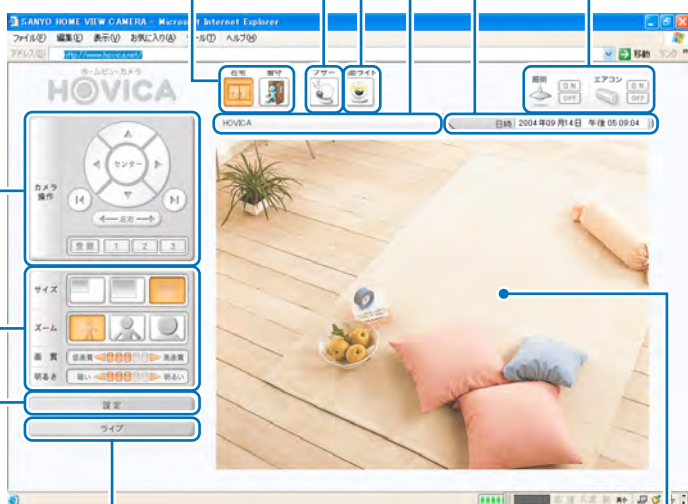 SANYO HOME VIEW CAMERA - Microsoft Internet Explorer
ファイル(F) 編集(E) 表示(V) お気に入り(A) ツール(T) ヘルプ(H)
アドレス(D) http://www.hovica.net/ 移動 リンク »
ホームビューカメラ
HOVICA
在宅 留守 ブザー
照明 ON OFF エアコン ON OFF
HOVICA 日時 2004年09月14日 午後 05:09:04
カメラ操作
センター
左右
登録 1 2 3
サイズ
ズーム
画質 低画質 高画質
明るさ 暗い 明るい
設定
ライブ